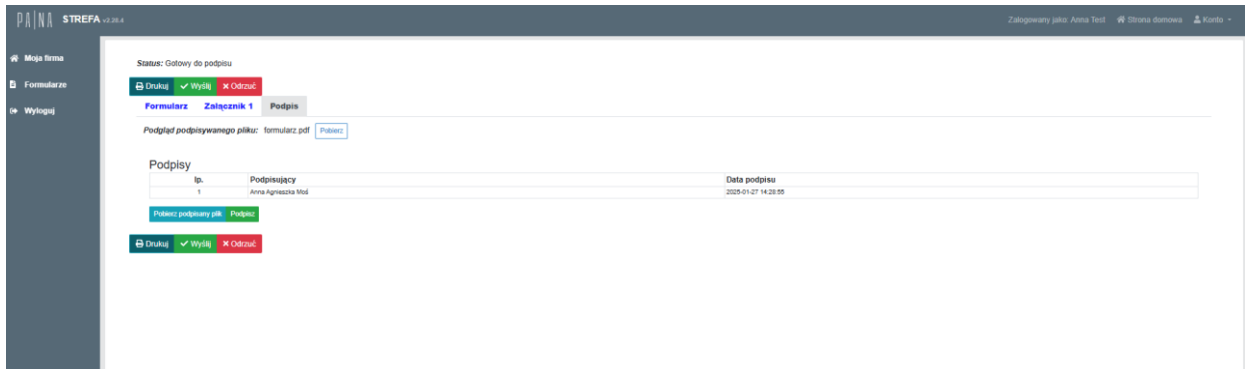 PA|NA STREFA v2.26.4 Zalogowany jako: Anna Test Strona domowa Konto
Moja firma
Formularze
Wyloguj
Status: Gotowy do podpisu
Drukuj Wyślij Odrzuć
Formularz Załącznik 1 Podpis
Podgląd podpisywanego pliku: formularz.pdf Pobierz
Podpisy
lp. Podpisujący Data podpisu
1 Anna Agnieszka Moś 2025-01-27 14:28:55
Pobierz podpisany plik Podpisz
Drukuj Wyślij Odrzuć